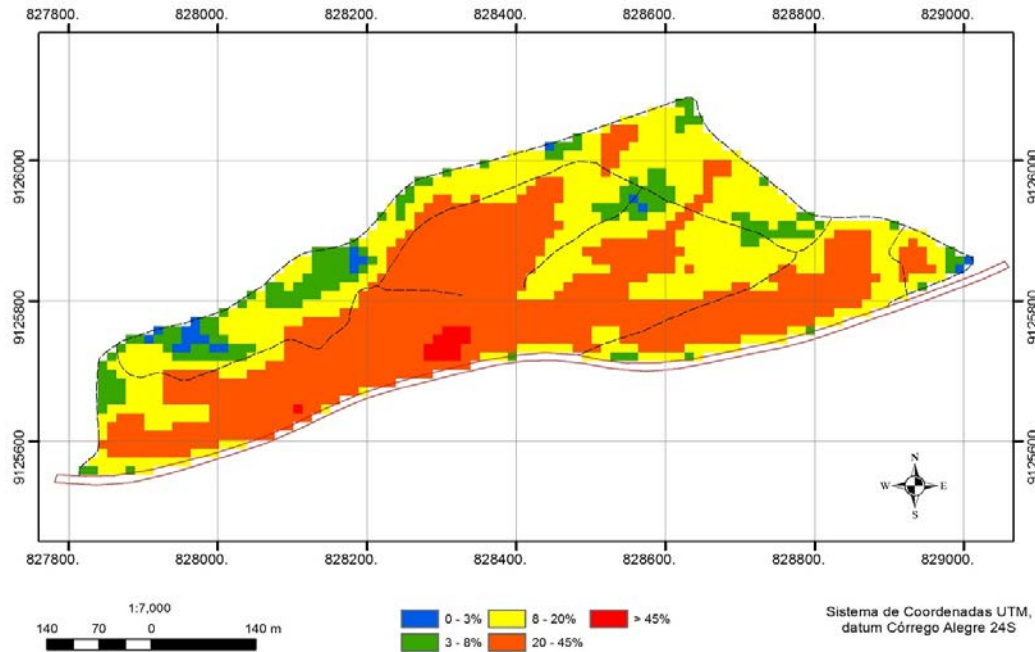 827800. 828000. 828200. 828400. 828600. 828800. 829000.
9126000
9126000
9125800
9125800
9125600
9125600
N
W E
S
827800. 828000. 828200. 828400. 828600. 828800. 829000.
1:7,000
140 70 0 140 m
0 - 3% 8 - 20% > 45%
3 - 8% 20 - 45%
Sistema de Coordenadas UTM,
datum Córrego Alegre 24S